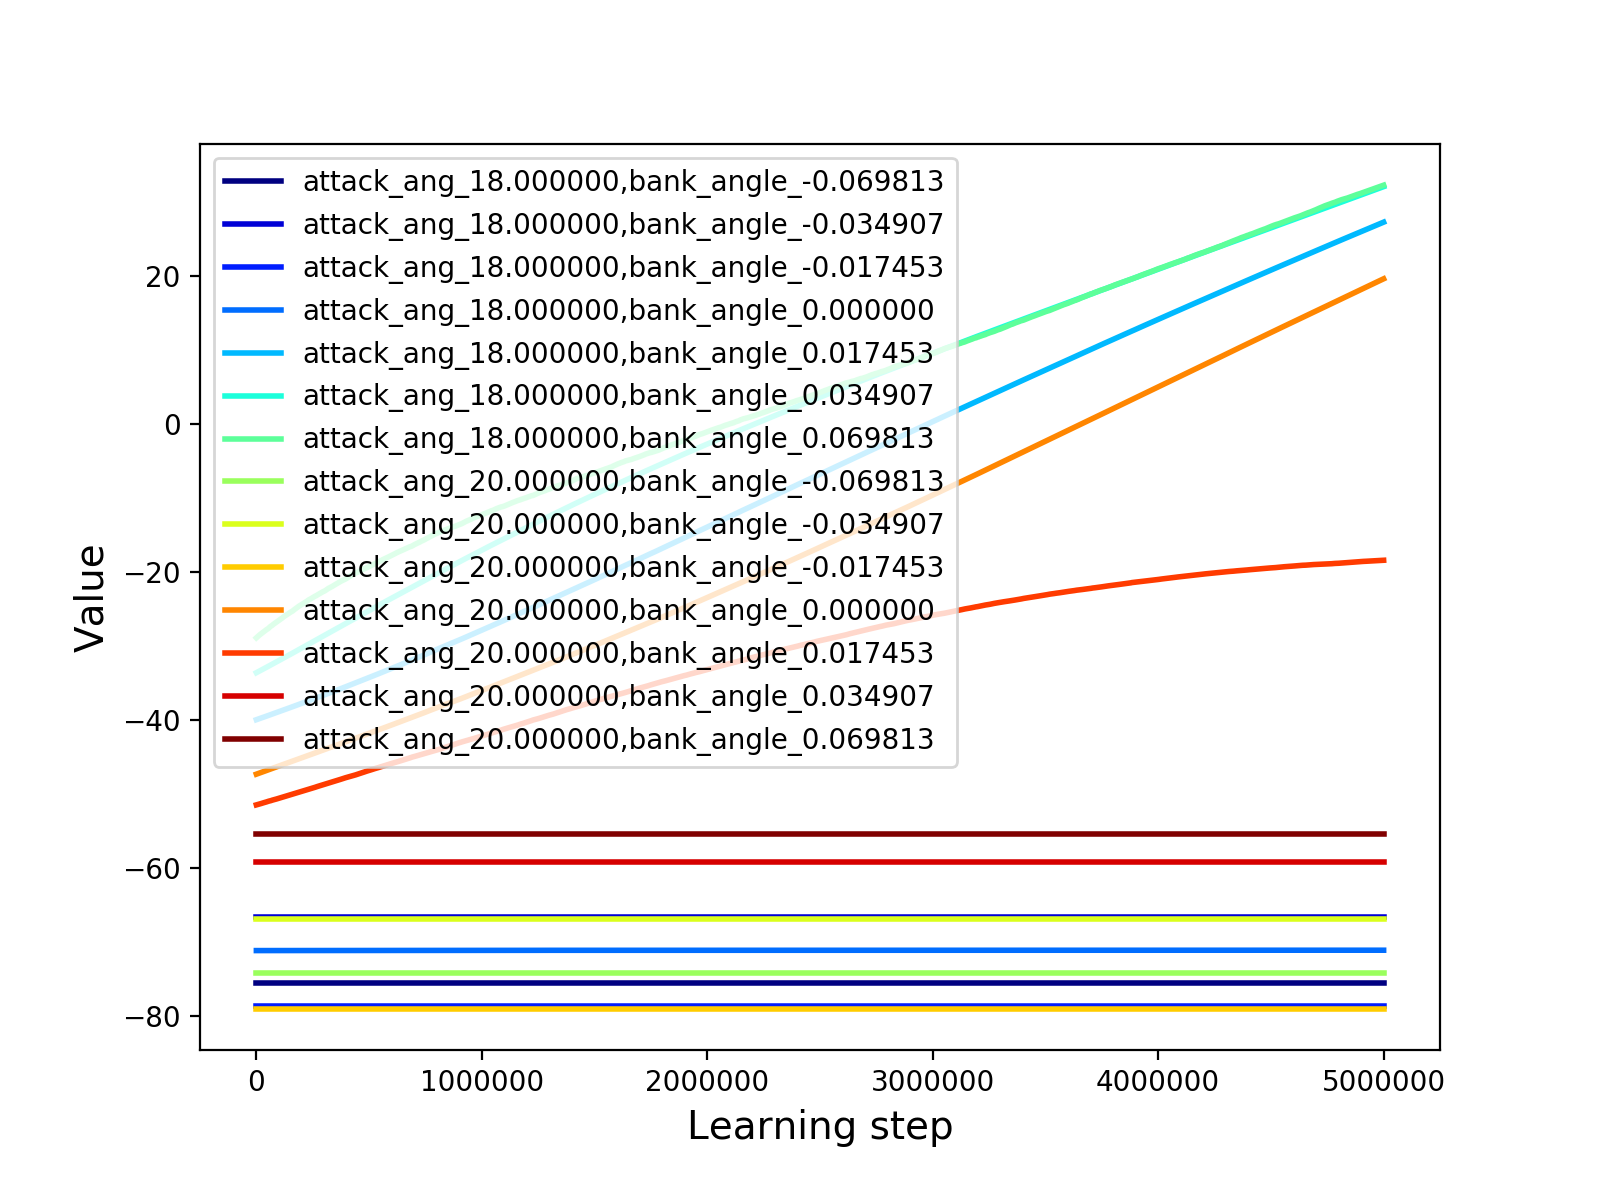 attack_ang_18.000000,bank_angle_-0.069813
attack_ang_18.000000,bank_angle_-0.034907
attack_ang_18.000000,bank_angle_-0.017453
attack_ang_18.000000,bank_angle_0.000000
attack_ang_18.000000,bank_angle_0.017453
attack_ang_18.000000,bank_angle_0.034907
attack_ang_18.000000,bank_angle_0.069813
attack_ang_20.000000,bank_angle_-0.069813
attack_ang_20.000000,bank_angle_-0.034907
attack_ang_20.000000,bank_angle_-0.017453
attack_ang_20.000000,bank_angle_0.000000
attack_ang_20.000000,bank_angle_0.017453
attack_ang_20.000000,bank_angle_0.034907
attack_ang_20.000000,bank_angle_0.069813
20
0
−20
−40
−60
−80
Value
0 1000000 2000000 3000000 4000000 5000000
Learning step